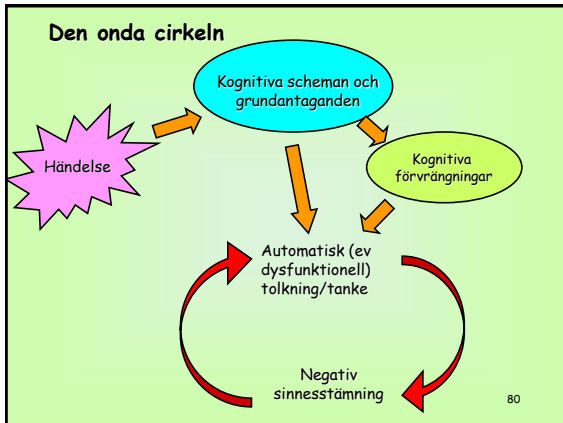 Den onda cirkeln
Kognitiva scheman och
grundantaganden
Händelse
Kognitiva
förvrängningar
Automatisk (ev
dysfunktionell)
tolkning/tanke
Negativ
sinnesstämning
80